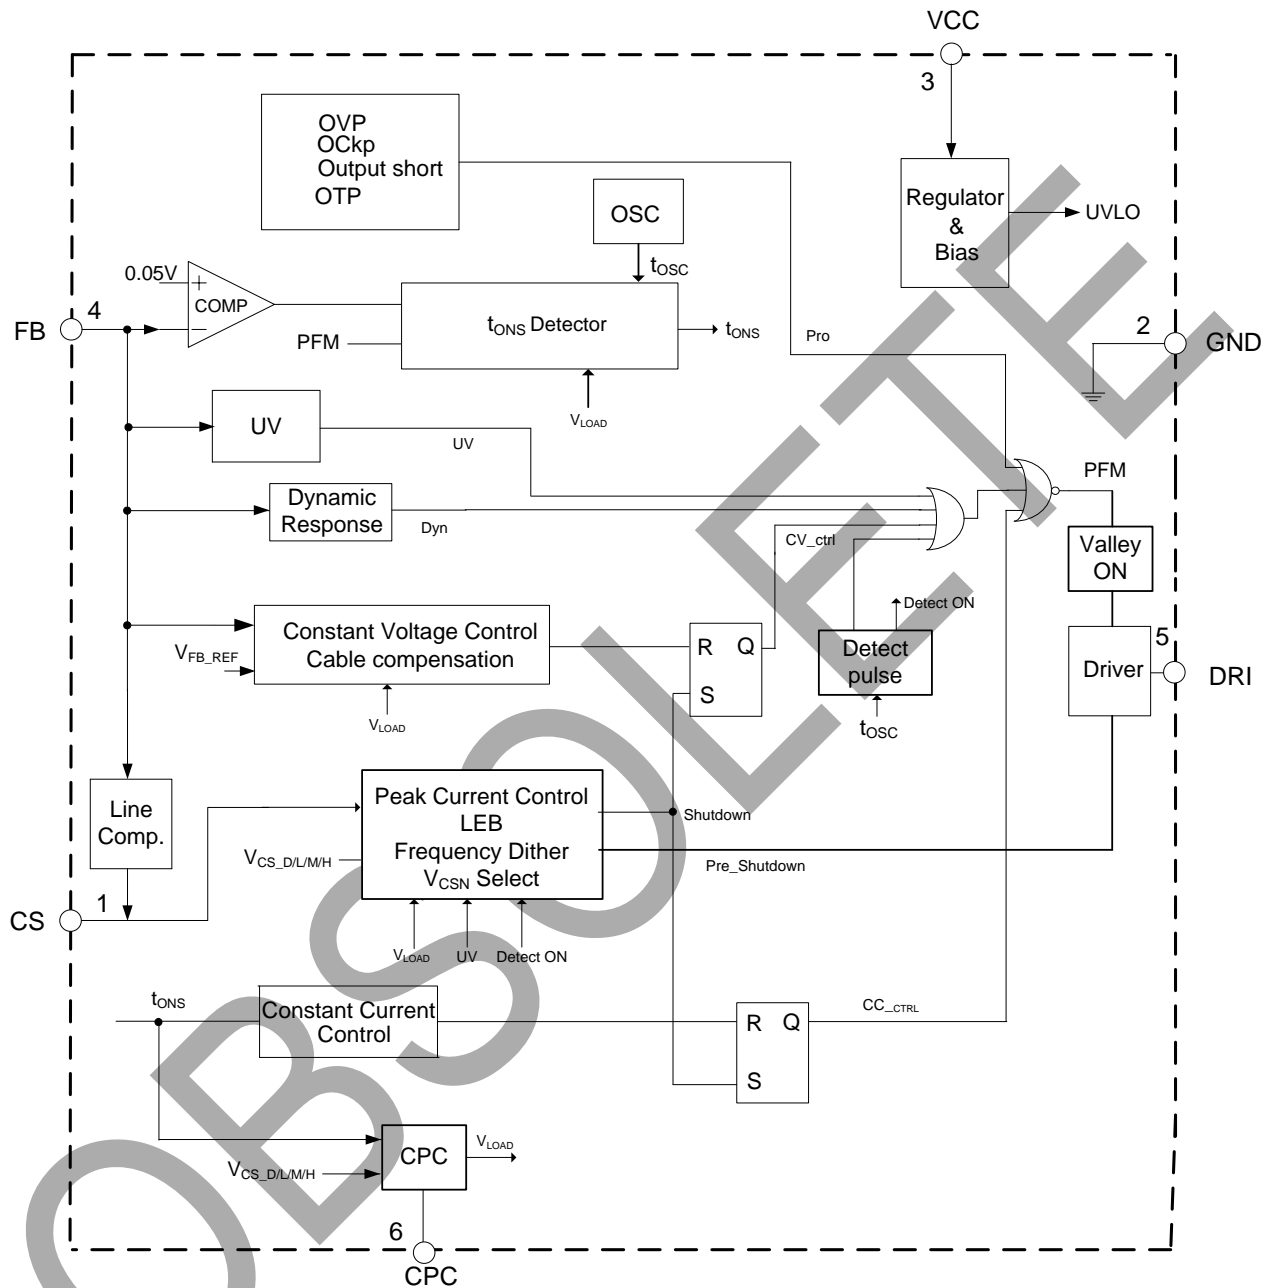 VCC
3
OVP
OCkp
Output short
OTP
OSC
tOSC
Regulator
&
Bias
UVLO
0.05V
+
COMP
−
FB
4
tONS Detector
PFM
tONS
VLOAD
Pro
2
GND
UV
UV
Dynamic
Response
Dyn
CV_ctrl
PFM
Valley
ON
Constant Voltage Control
Cable compensation
VFB_REF
VLOAD
R Q
S
Detect ON
Detect
pulse
tOSC
Driver
5
DRI
Line
Comp.
Peak Current Control
LEB
Frequency Dither
VCSN Select
VCS_D/L/M/H
Shutdown
Pre_Shutdown
1
CS
VLOAD
UV
Detect ON
tONS
Constant Current
Control
R Q
S
CC_CTRL
CPC
VLOAD
VCS_D/L/M/H
6
CPC
OBSOLETE